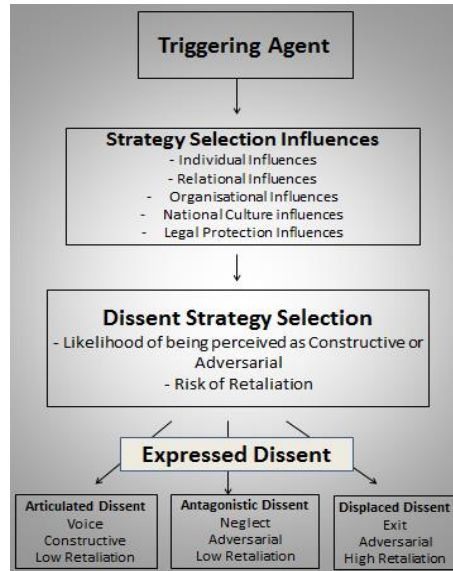 Triggering Agent
Strategy Selection Influences
- Individual Influences
- Relational Influences
- Organisational Influences
- National Culture influences
- Legal Protection Influences
Dissent Strategy Selection
- Likelihood of being perceived as Constructive or
Adversarial
- Risk of Retaliation
Expressed Dissent
Articulated Dissent
Voice
Constructive
Low Retaliation
Antagonistic Dissent
Neglect
Adversarial
Low Retaliation
Displaced Dissent
Exit
Adversarial
High Retaliation